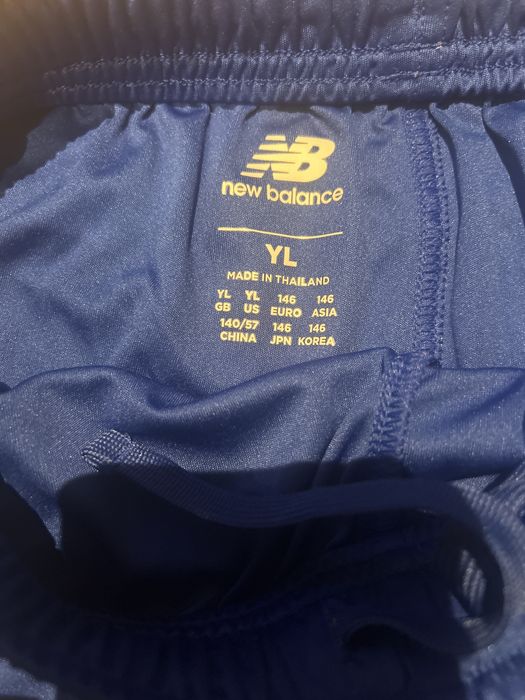 NB
new balance
YL
MADE IN THAILAND
YL YL 146 146
GB US EURO ASIA
140/57 146 146
CHINA JPN KOREA